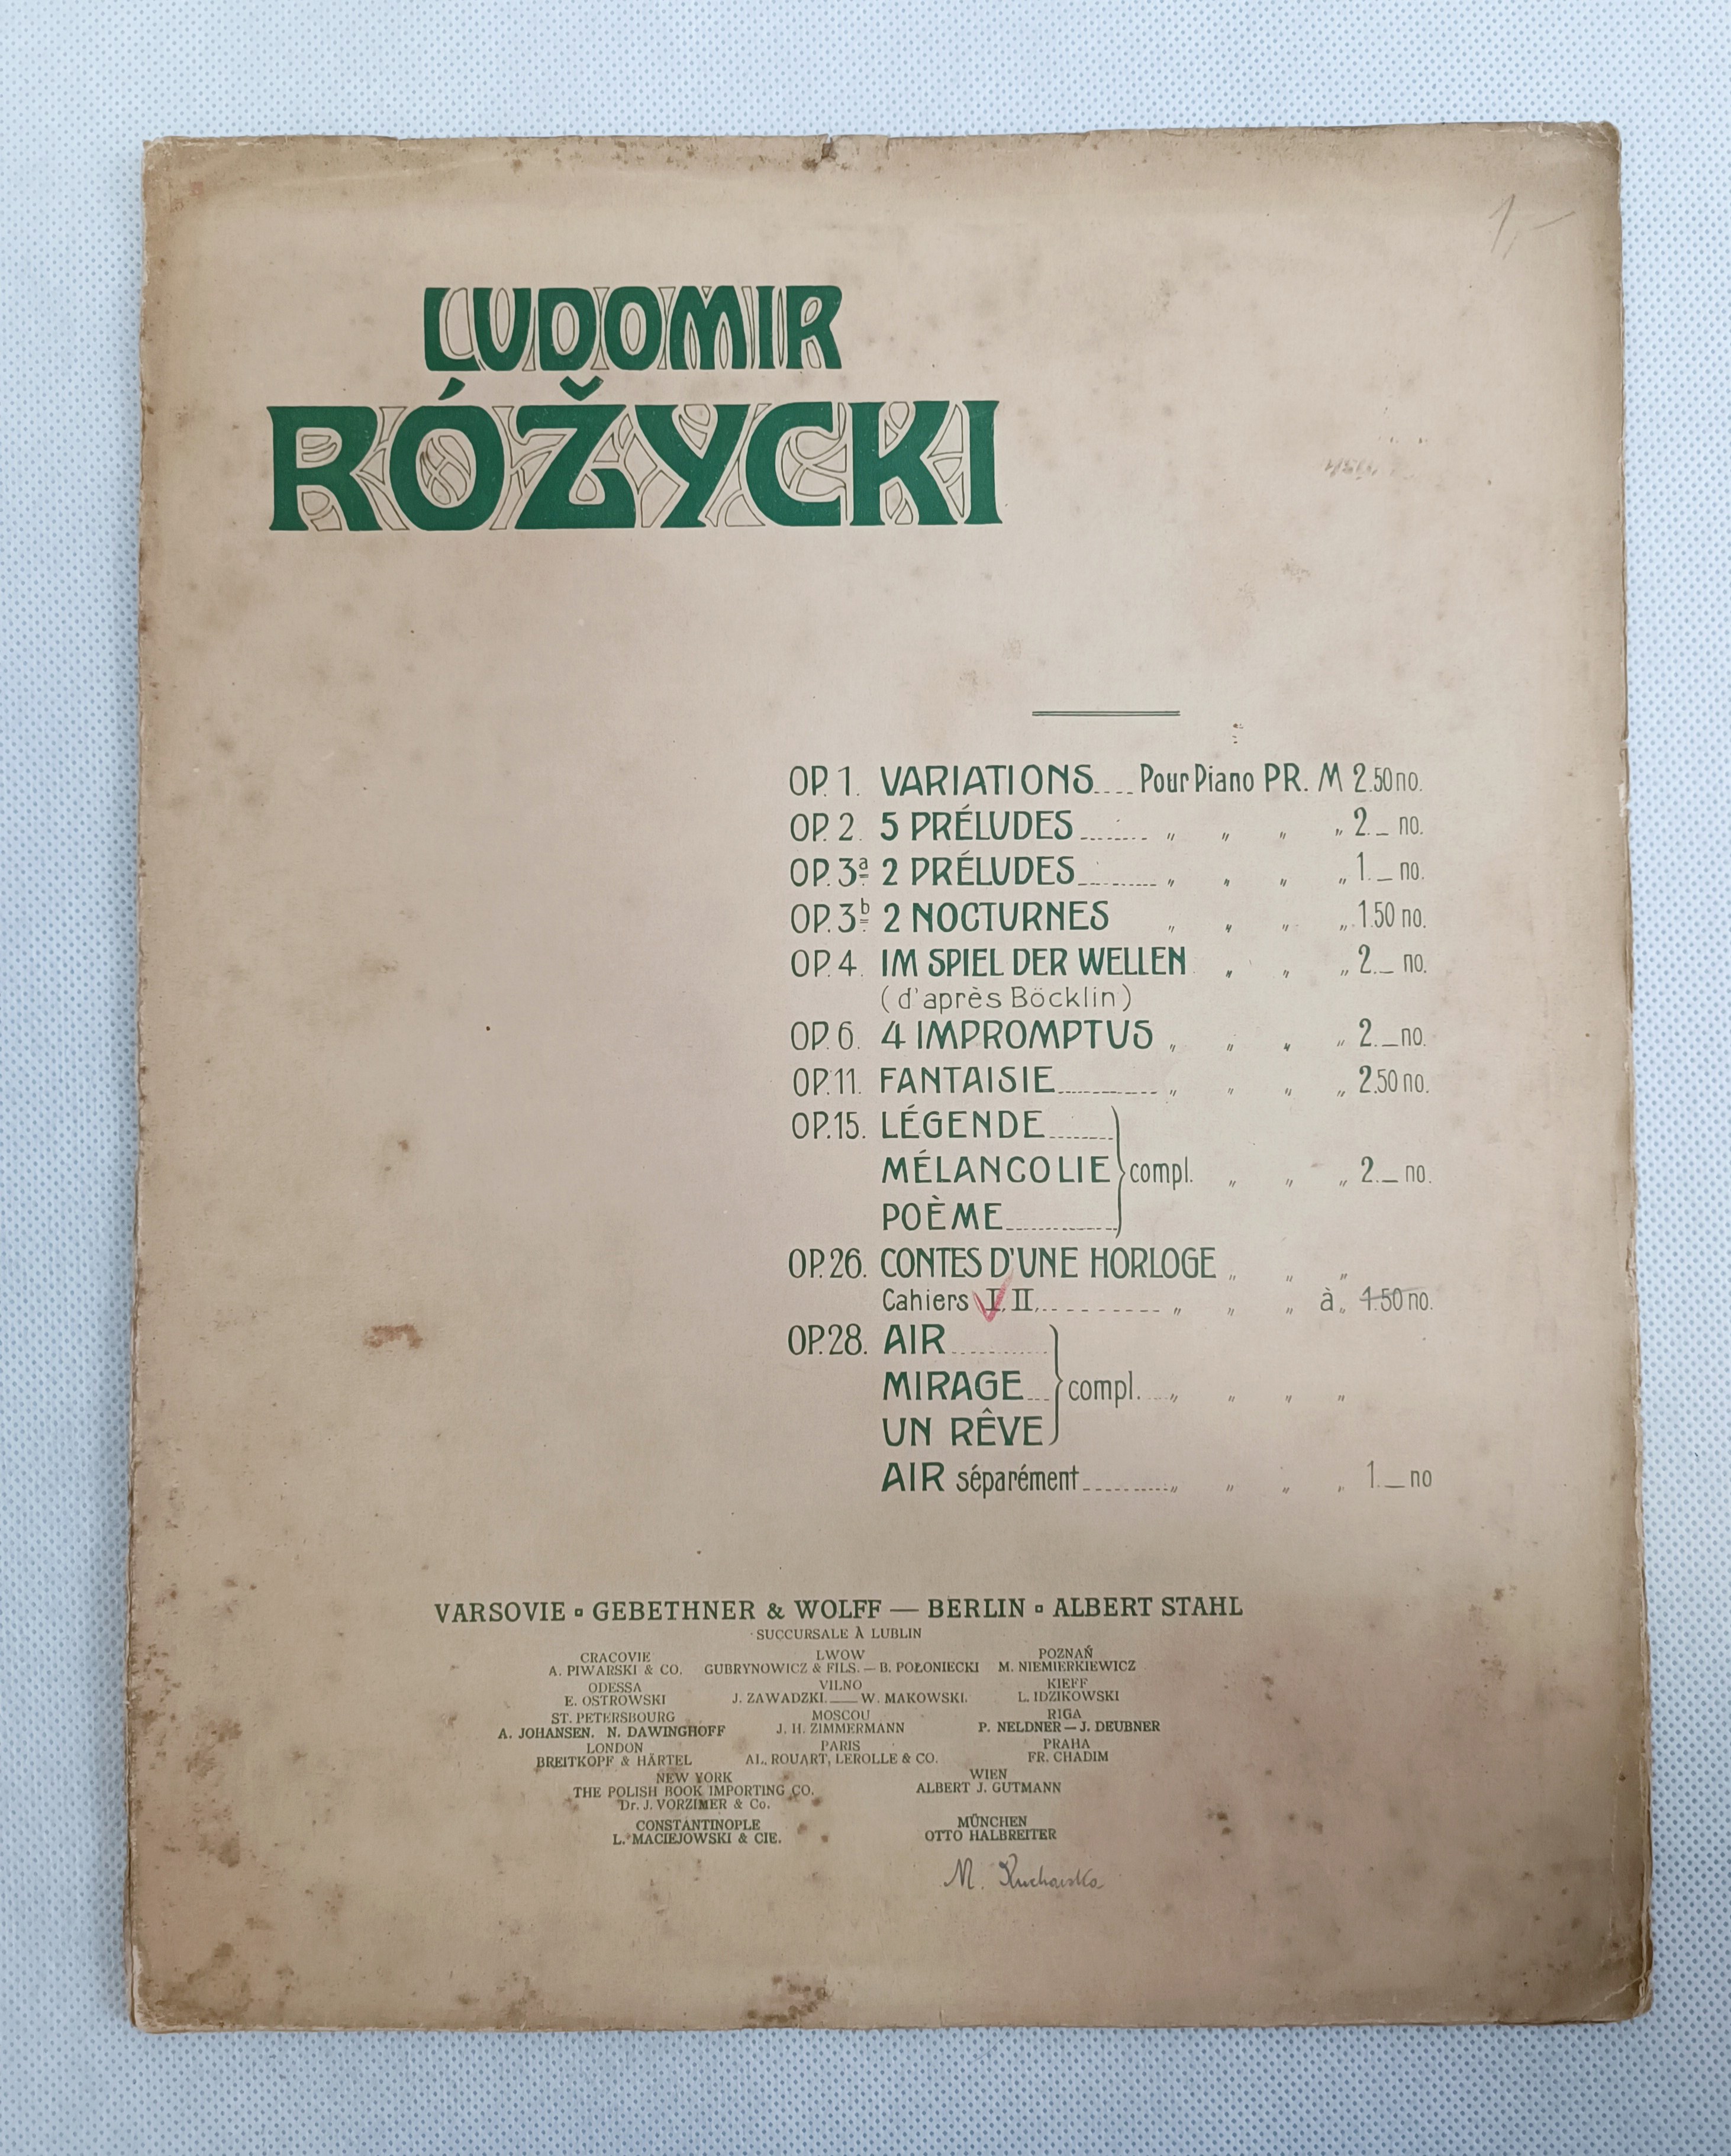 1,–
LUDOMIR
RÓŽYCKI
OP. 1. VARIATIONS.... Pour Piano PR. M 2.50 no.
OP. 2. 5 PRÉLUDES ........ „ „ „ „ 2._ no.
OP. 3a 2 PRÉLUDES ......... „ „ „ „ 1._ no.
OP. 3b 2 NOCTURNES „ „ „ „ 1.50 no.
OP. 4. IM SPIEL DER WELLEN „ „ „ 2._ no.
(d'après Böcklin)
OP. 6. 4 IMPROMPTUS „ „ „ „ 2._ no.
OP. 11. FANTAISIE ........... „ „ „ „ 2.50 no.
OP. 15. LÉGENDE .......
MÉLANCOLIE } compl. „ „ „ 2._ no.
POÈME ............
OP. 26. CONTES D'UNE HORLOGE „ „ „
Cahiers I, II, ............ „ „ „ à „ 1.50 no.
OP. 28. AIR ...........
MIRAGE ... } compl. .... „ „ „ „
UN RÊVE
AIR séparément .......... „ „ „ „ 1._ no
VARSOVIE ▫ GEBETHNER & WOLFF — BERLIN ▫ ALBERT STAHL
SUCCURSALE À LUBLIN
CRACOVIE LWOW POZNAŃ
A. PIWARSKI & CO. GUBRYNOWICZ & FILS. — B. POŁONIECKI M. NIEMIERKIEWICZ
ODESSA VILNO KIEFF
E. OSTROWSKI J. ZAWADZKI. — W. MAKOWSKI. L. IDZIKOWSKI
ST. PETERSBOURG MOSCOU RIGA
A. JOHANSEN. N. DAWINGHOFF J. H. ZIMMERMANN P. NELDNER — J. DEUBNER
LONDON PARIS PRAHA
BREITKOPF & HÄRTEL AL. ROUART, LEROLLE & CO. FR. CHADIM
NEW YORK WIEN
THE POLISH BOOK IMPORTING CO. ALBERT J. GUTMANN
Dr. J. VORZIMER & Co.
CONSTANTINOPLE MÜNCHEN
L. MACIEJOWSKI & CIE. OTTO HALBREITER
M. Kucharska